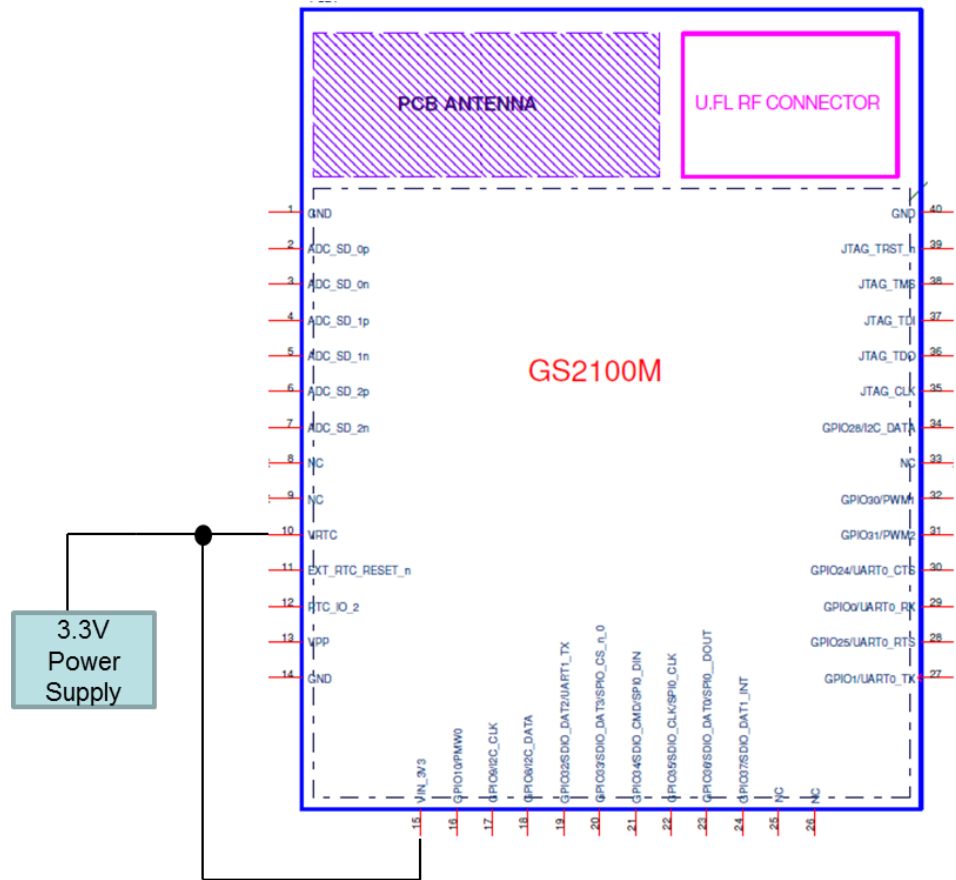 PCB ANTENNA
U.FL RF CONNECTOR
GS2100M
1 GND
2 ADC_SD_0p
3 ADC_SD_0n
4 ADC_SD_1p
5 ADC_SD_1n
6 ADC_SD_2p
7 ADC_SD_2n
8 NC
9 NC
10 VRTC
11 EXT_RTC_RESET_n
12 RTC_IO_2
13 VPP
14 GND
3.3V
Power
Supply
15 VIN_3V3
16 GPIO10/PMW0
17 GPIO9/I2C_CLK
18 GPIO8/I2C_DATA
19 GPIO32/SDIO_DAT2/UART1_TX
20 GPIO33/SDIO_DAT3/SPIO_CS_n_0
21 GPIO34/SDIO_CMD/SPI0_DIN
22 GPIO35/SDIO_CLK/SPI0_CLK
23 GPIO36/SDIO_DAT0/SPI0__DOUT
24 GPIO37/SDIO_DAT1_INT
25 NC
26 NC
GND 40
JTAG_TRST_n 39
JTAG_TMS 38
JTAG_TDI 37
JTAG_TDO 36
JTAG_CLK 35
GPIO28/I2C_DATA 34
NC 33
GPIO30/PWM1 32
GPIO31/PWM2 31
GPIO24/UART0_CTS 30
GPIO0/UART0_RX 29
GPIO25/UART0_RTS 28
GPIO1/UART0_TX 27